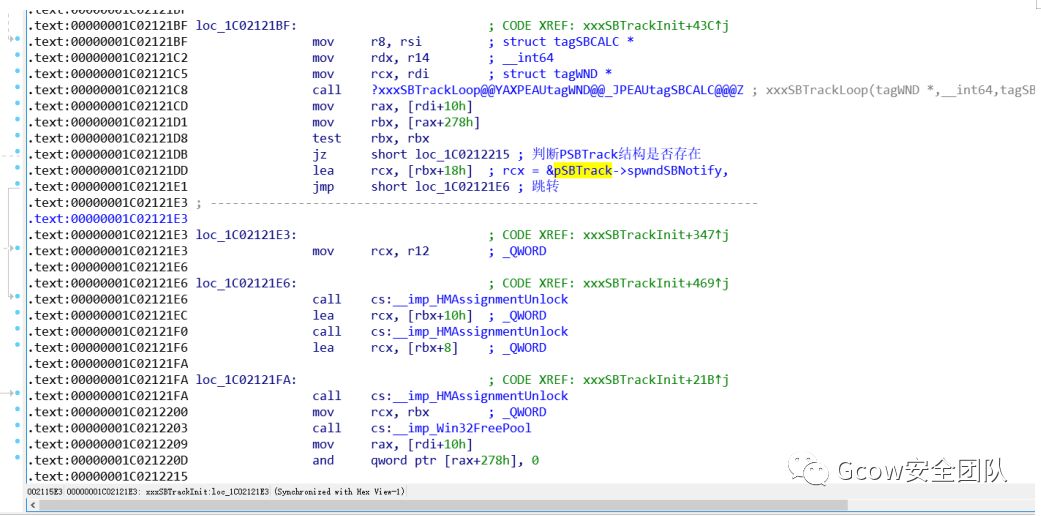 .text:00000001C02121BF
.text:00000001C02121BF loc_1C02121BF: ; CODE XREF: xxxSBTrackInit+43C↑j
.text:00000001C02121BF mov r8, rsi ; struct tagSBCALC *
.text:00000001C02121C2 mov rdx, r14 ; __int64
.text:00000001C02121C5 mov rcx, rdi ; struct tagWND *
.text:00000001C02121C8 call ?xxxSBTrackLoop@@YAXPEAUtagWND@@_JPEAUtagSBCALC@@@Z ; xxxSBTrackLoop(tagWND *,__int64,tagSB
.text:00000001C02121CD mov rax, [rdi+10h]
.text:00000001C02121D1 mov rbx, [rax+278h]
.text:00000001C02121D8 test rbx, rbx
.text:00000001C02121DB jz short loc_1C0212215 ; 判断PSBTrack结构是否存在
.text:00000001C02121DD lea rcx, [rbx+18h] ; rcx = &pSBTrack->spwndSBNotify,
.text:00000001C02121E1 jmp short loc_1C02121E6 ; 跳转
.text:00000001C02121E3 ; ---------------------------------------------------------------------------
.text:00000001C02121E3
.text:00000001C02121E3 loc_1C02121E3: ; CODE XREF: xxxSBTrackInit+347↑j
.text:00000001C02121E3 mov rcx, r12 ; _QWORD
.text:00000001C02121E6
.text:00000001C02121E6 loc_1C02121E6: ; CODE XREF: xxxSBTrackInit+469↑j
.text:00000001C02121E6 call cs:__imp_HMAssignmentUnlock
.text:00000001C02121EC lea rcx, [rbx+10h] ; _QWORD
.text:00000001C02121F0 call cs:__imp_HMAssignmentUnlock
.text:00000001C02121F6 lea rcx, [rbx+8] ; _QWORD
.text:00000001C02121FA
.text:00000001C02121FA loc_1C02121FA: ; CODE XREF: xxxSBTrackInit+21B↑j
.text:00000001C02121FA call cs:__imp_HMAssignmentUnlock
.text:00000001C0212200 mov rcx, rbx ; _QWORD
.text:00000001C0212203 call cs:__imp_Win32FreePool
.text:00000001C0212209 mov rax, [rdi+10h]
.text:00000001C021220D and qword ptr [rax+278h], 0
.text:00000001C0212215
Gcow安全团队
002115E3 00000001C02121E3: xxxSBTrackInit:loc_1C02121E3 (Synchronized with Hex View-1)